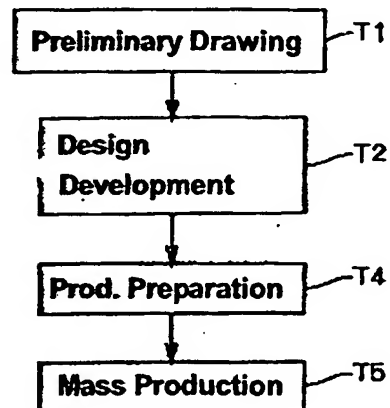 Preliminary Drawing T1
Design
Development T2
Prod. Preparation T4
Mass Production T5